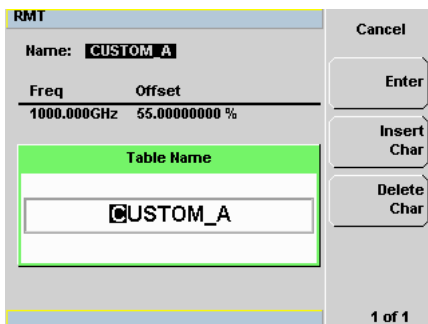 RMT
Name: CUSTOM_A
Freq Offset
1000.000GHz 55.00000000 %
Table Name
CUSTOM_A
Cancel
Enter
Insert
Char
Delete
Char
1 of 1